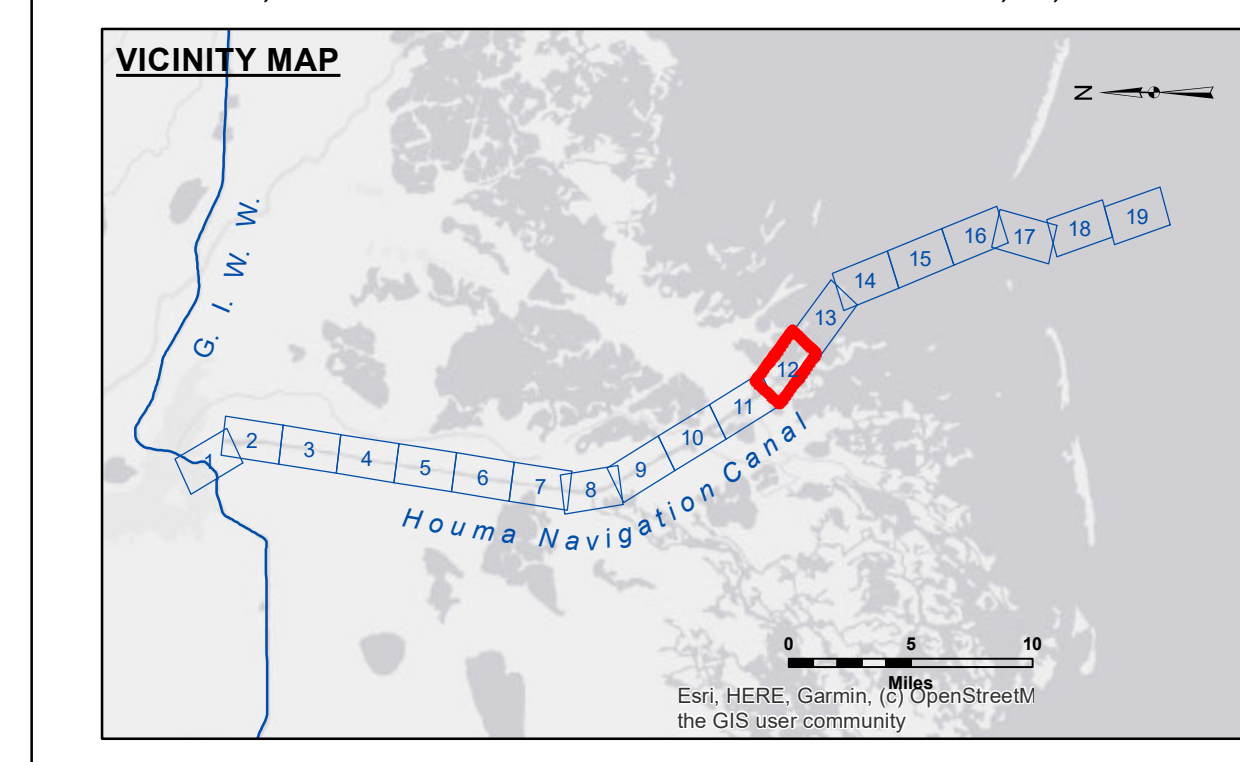 VICINITY MAP
N
G. I. W. W.
1
2
3
4
5
6
7
8
9
10
11
12
13
14
15
16
17
18
19
Houma Navigation Canal
0 5 10
Miles
Esri, HERE, Garmin, (c) OpenStreetM
the GIS user community